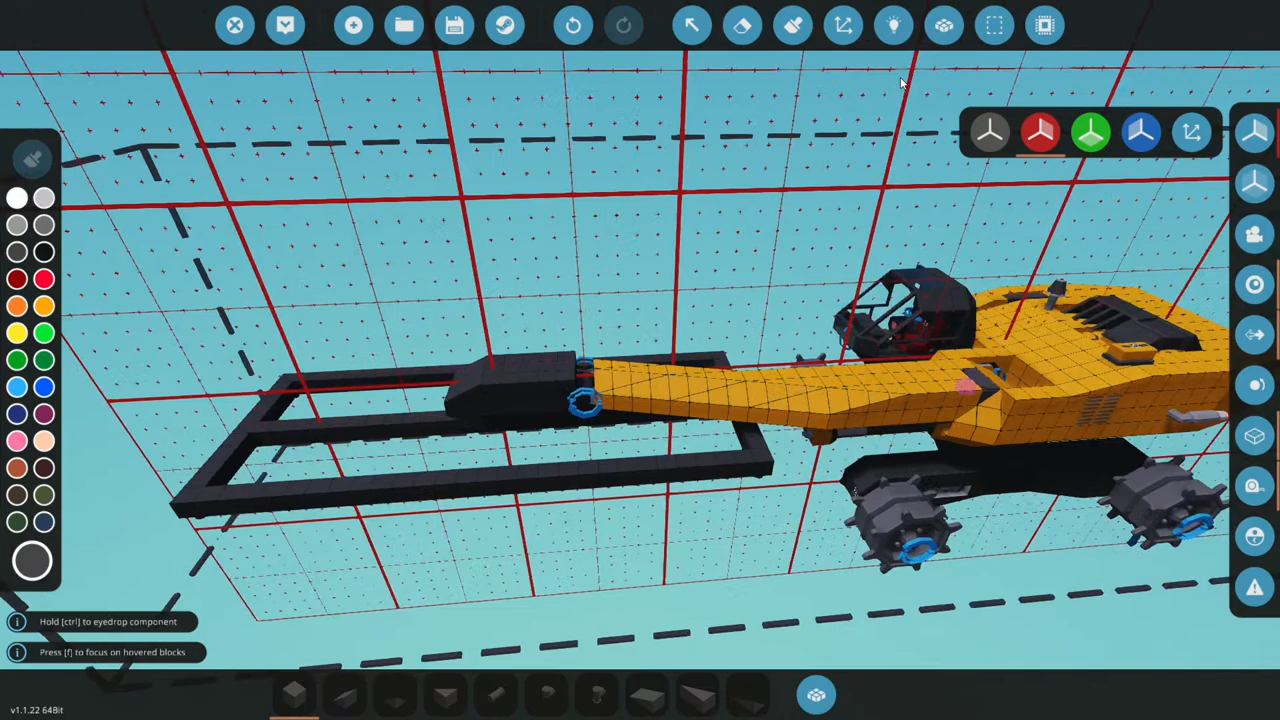 Hold [ctrl] to eyedrop component
Press [f] to focus on hovered blocks
v1.1.22 64Bit